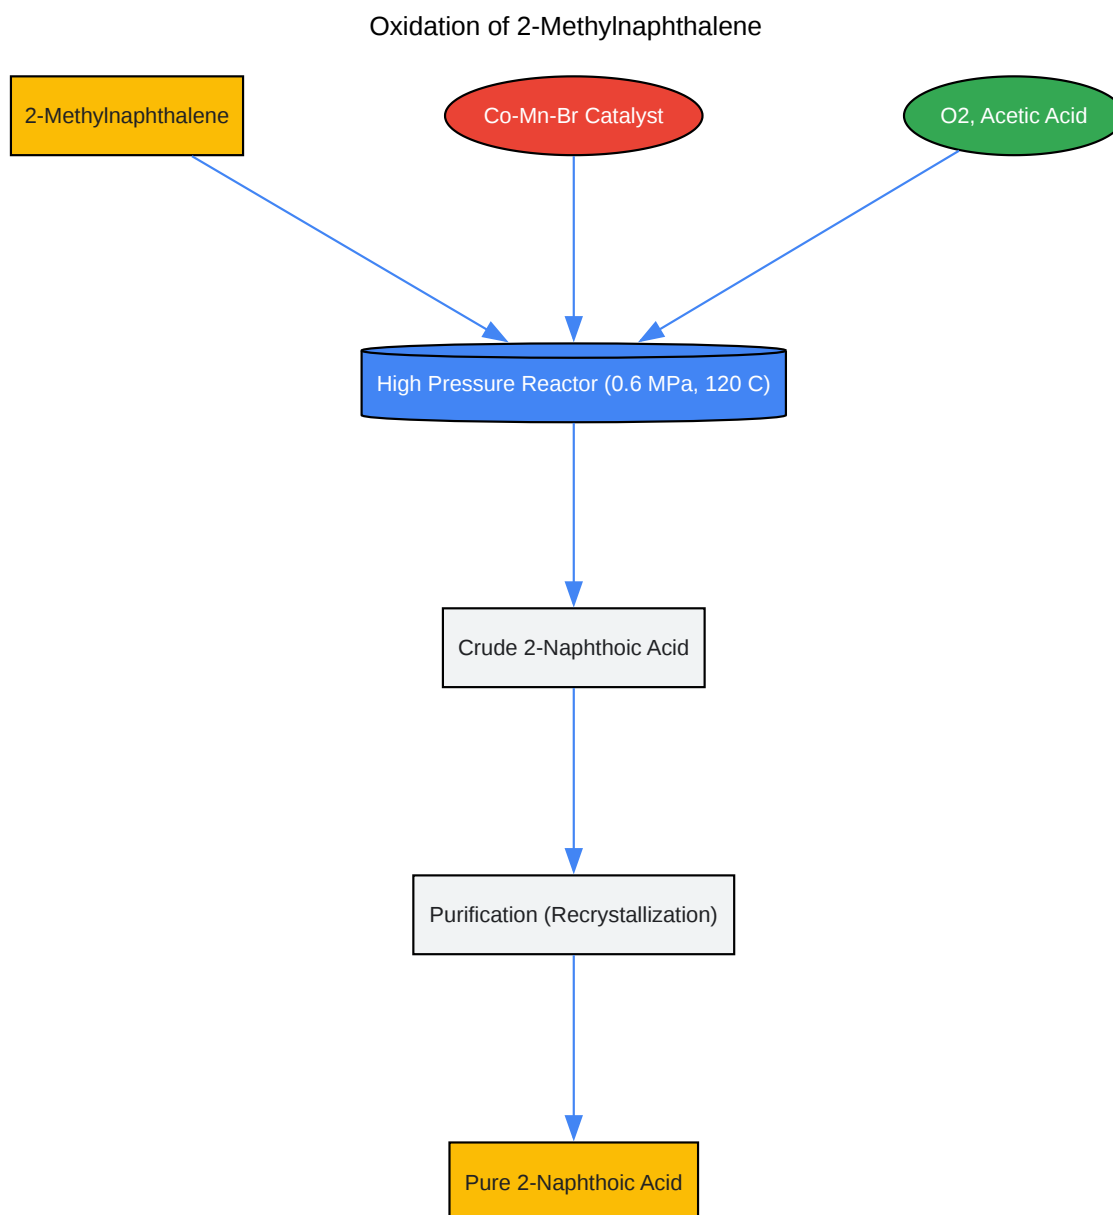 Oxidation of 2-Methylnaphthalene
2-Methylnaphthalene
Co-Mn-Br Catalyst
O2, Acetic Acid
High Pressure Reactor (0.6 MPa, 120 C)
Crude 2-Naphthoic Acid
Purification (Recrystallization)
Pure 2-Naphthoic Acid